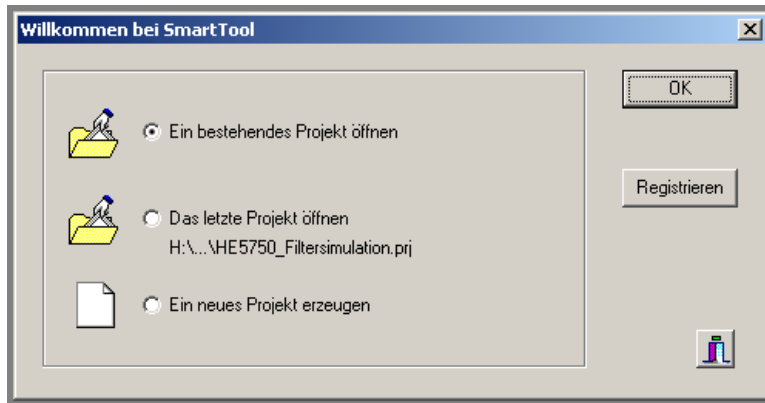 Willkommen bei SmartTool
OK
Ein bestehendes Projekt öffnen
Registrieren
Das letzte Projekt öffnen
H:\...\HE5750_Filtersimulation.prj
Ein neues Projekt erzeugen